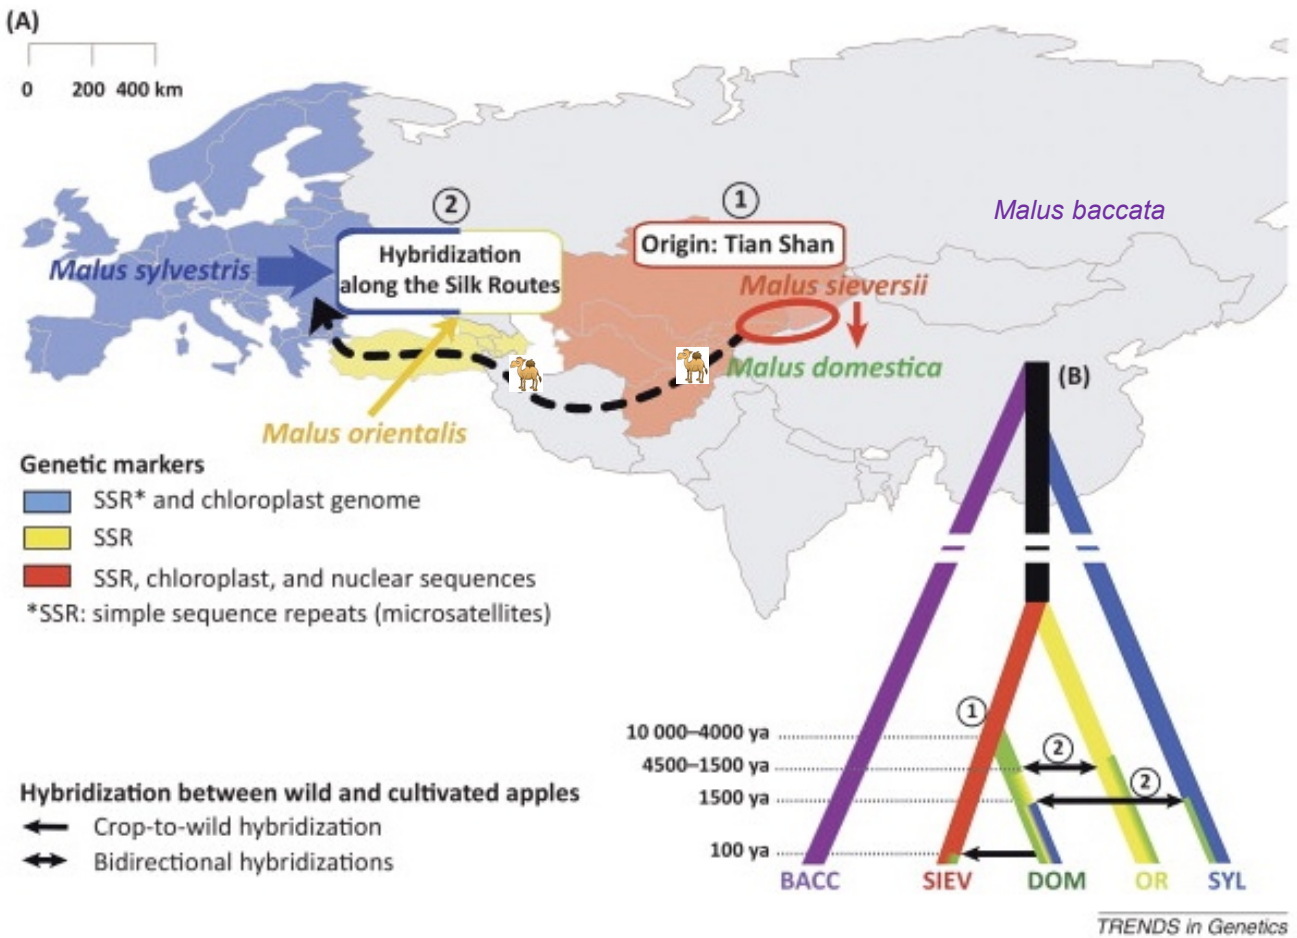 (A)
0 200 400 km
2
1
Hybridization
along the Silk Routes
Origin: Tian Shan
Malus baccata
Malus sylvestris
Malus sieversii
Malus domestica
Malus orientalis
(B)
Genetic markers
SSR* and chloroplast genome
SSR
SSR, chloroplast, and nuclear sequences
*SSR: simple sequence repeats (microsatellites)
1
10 000–4000 ya
2
4500–1500 ya
2
1500 ya
100 ya
Hybridization between wild and cultivated apples
Crop-to-wild hybridization
Bidirectional hybridizations
BACC SIEV DOM OR SYL
TRENDS in Genetics